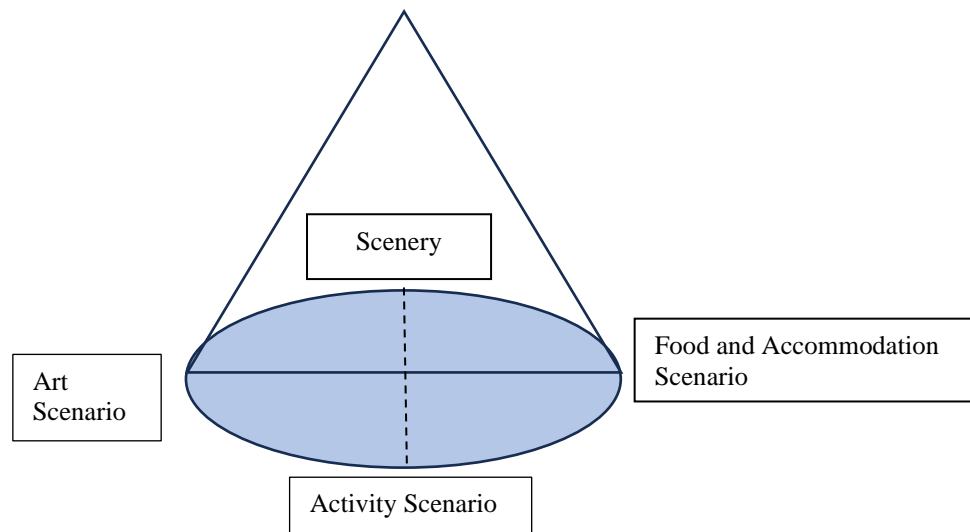 Scenery
Art
Scenario
Food and Accommodation
Scenario
Activity Scenario